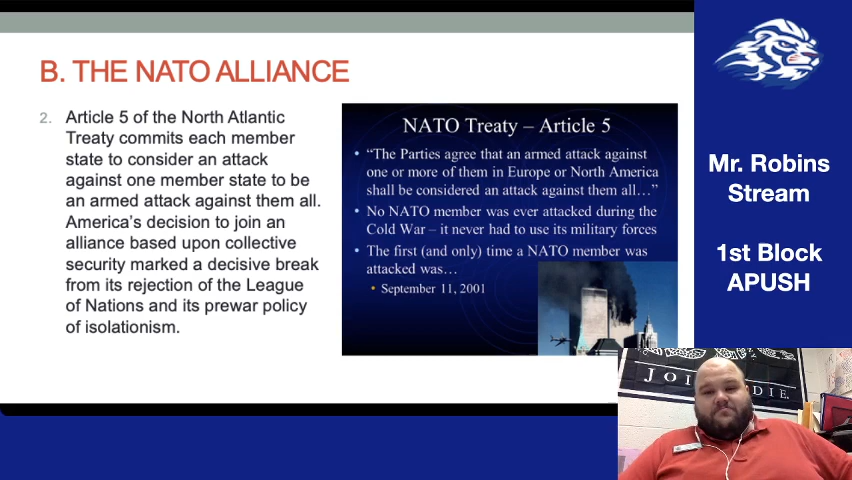 B. THE NATO ALLIANCE
2. Article 5 of the North Atlantic
Treaty commits each member
state to consider an attack
against one member state to be
an armed attack against them all.
America's decision to join an
alliance based upon collective
security marked a decisive break
from its rejection of the League
of Nations and its prewar policy
of isolationism.
NATO Treaty – Article 5
• "The Parties agree that an armed attack against
one or more of them in Europe or North America
shall be considered an attack against them all…"
• No NATO member was ever attacked during the
Cold War – it never had to use its military forces
• The first (and only) time a NATO member was
attacked was…
• September 11, 2001
Mr. Robins
Stream
1st Block
APUSH
JOIN DIE.